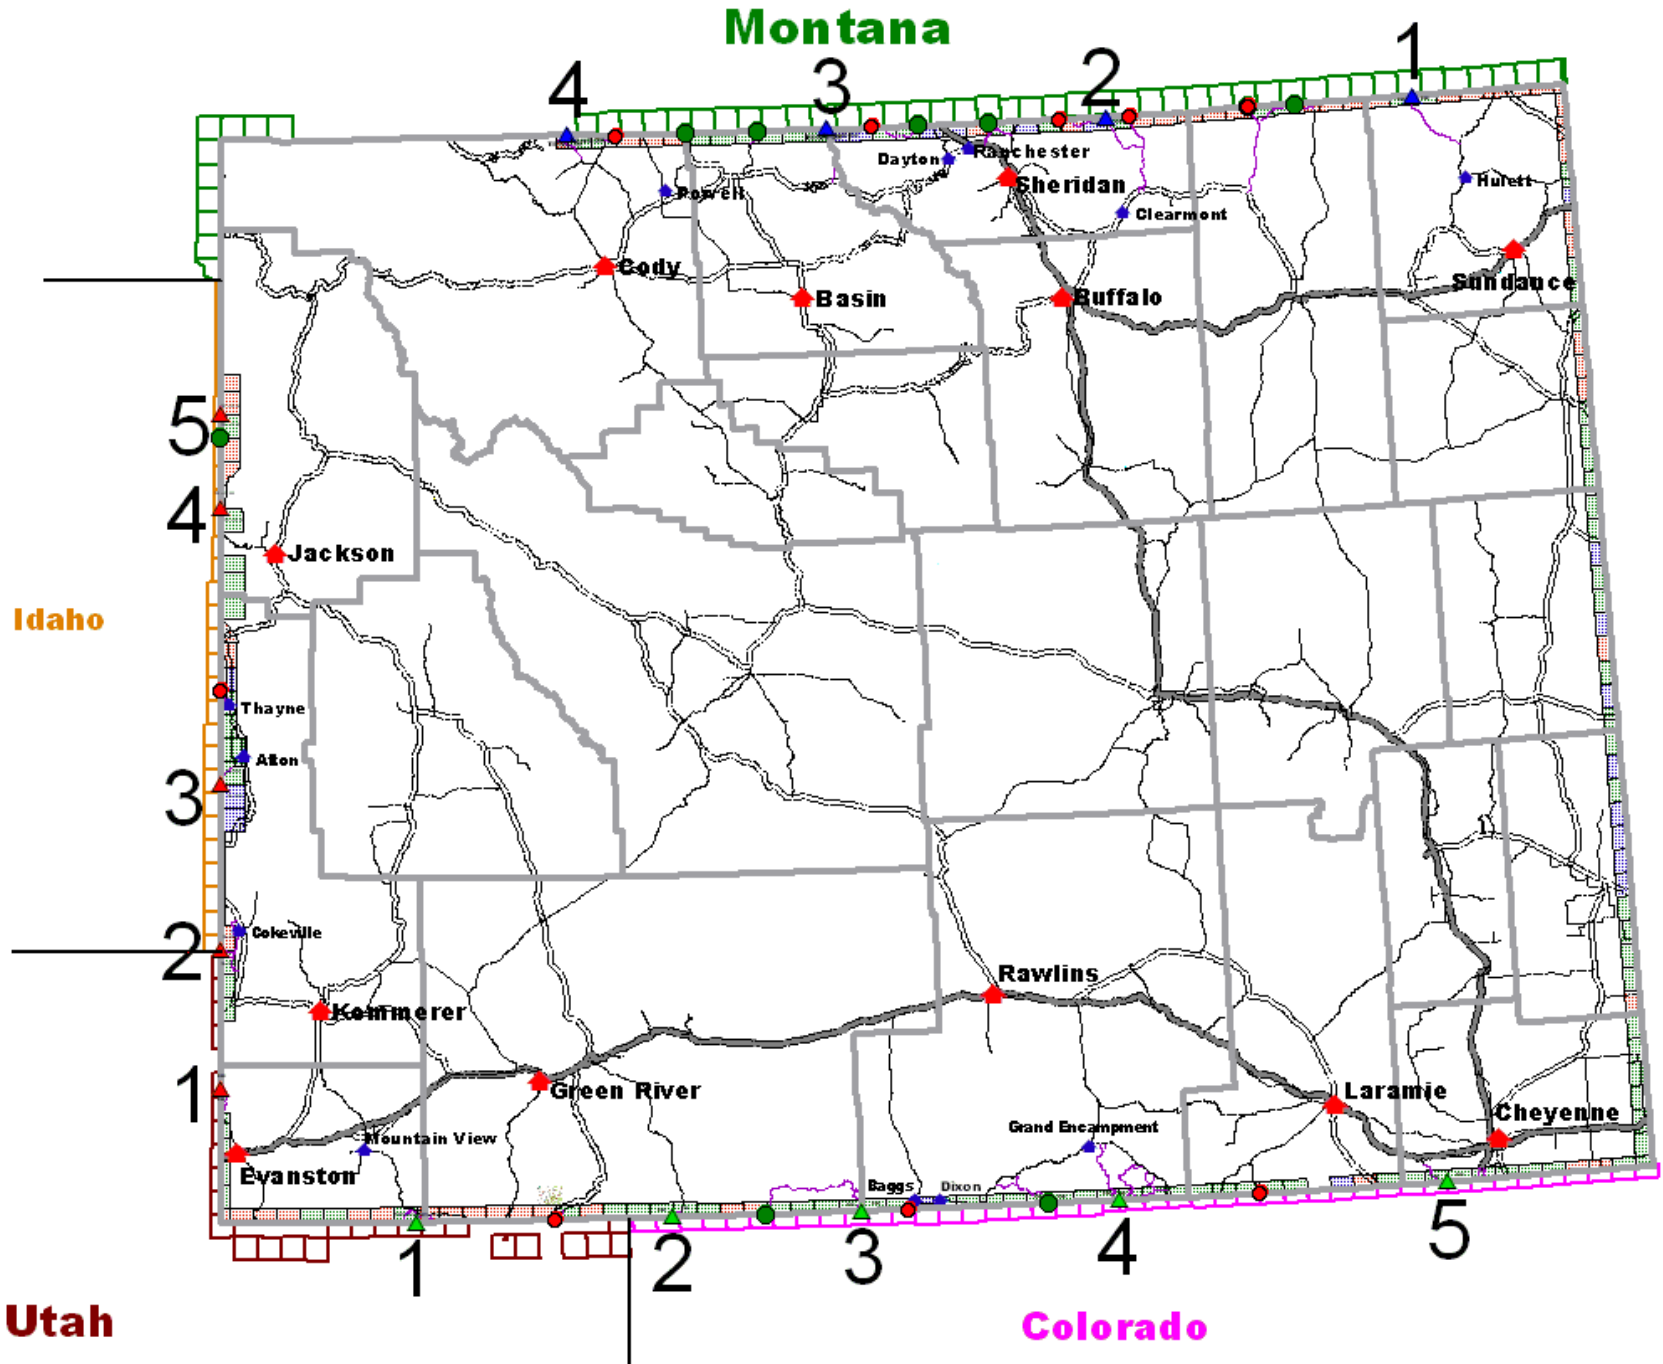 Montana
4
3
2
1
Dayton
Ranchester
Powell
Sheridan
Hulett
Clearmont
Cody
Basin
Buffalo
Sundance
5
4
Jackson
Idaho
Thayne
Afton
3
2
Cokeville
Rawlins
Kemmerer
1
Green River
Laramie
Cheyenne
Mountain View
Grand Encampment
Evanston
Baggs
Dixon
1
2
3
4
5
Utah
Colorado